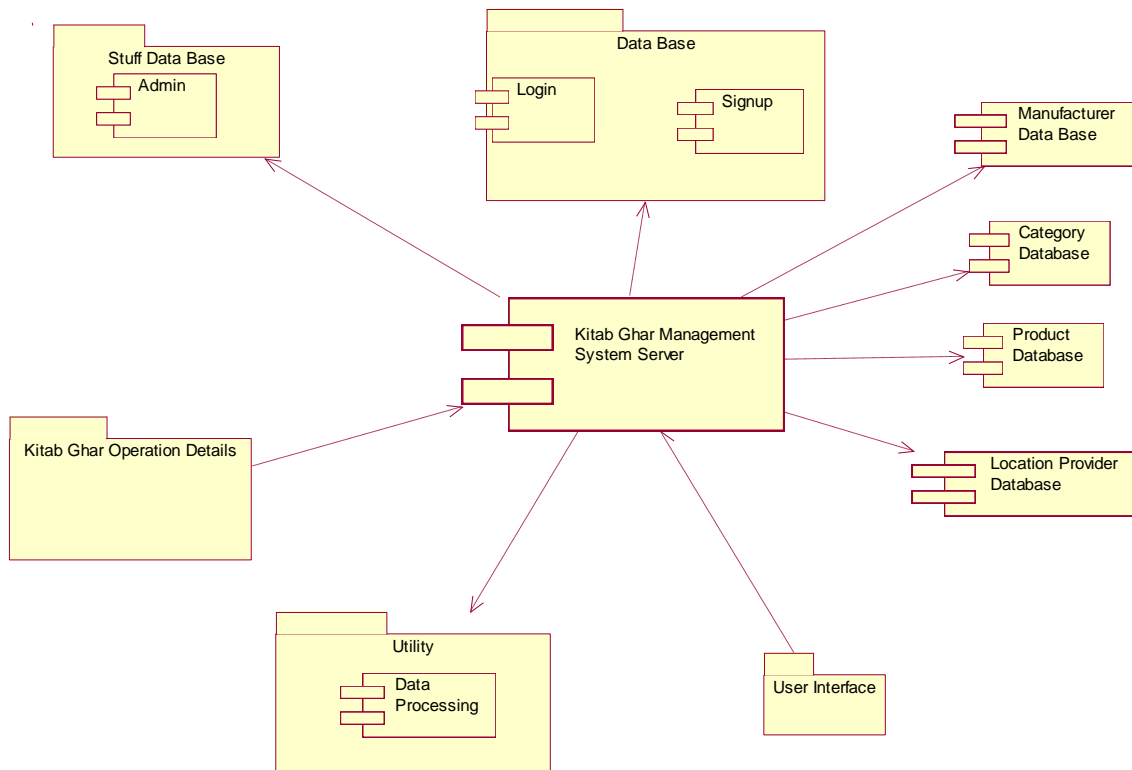 Stuff Data Base
Admin
Data Base
Login
Signup
Manufacturer
Data Base
Category
Database
Kitab Ghar Management
System Server
Product
Database
Kitab Ghar Operation Details
Location Provider
Database
Utility
Data
Processing
User Interface